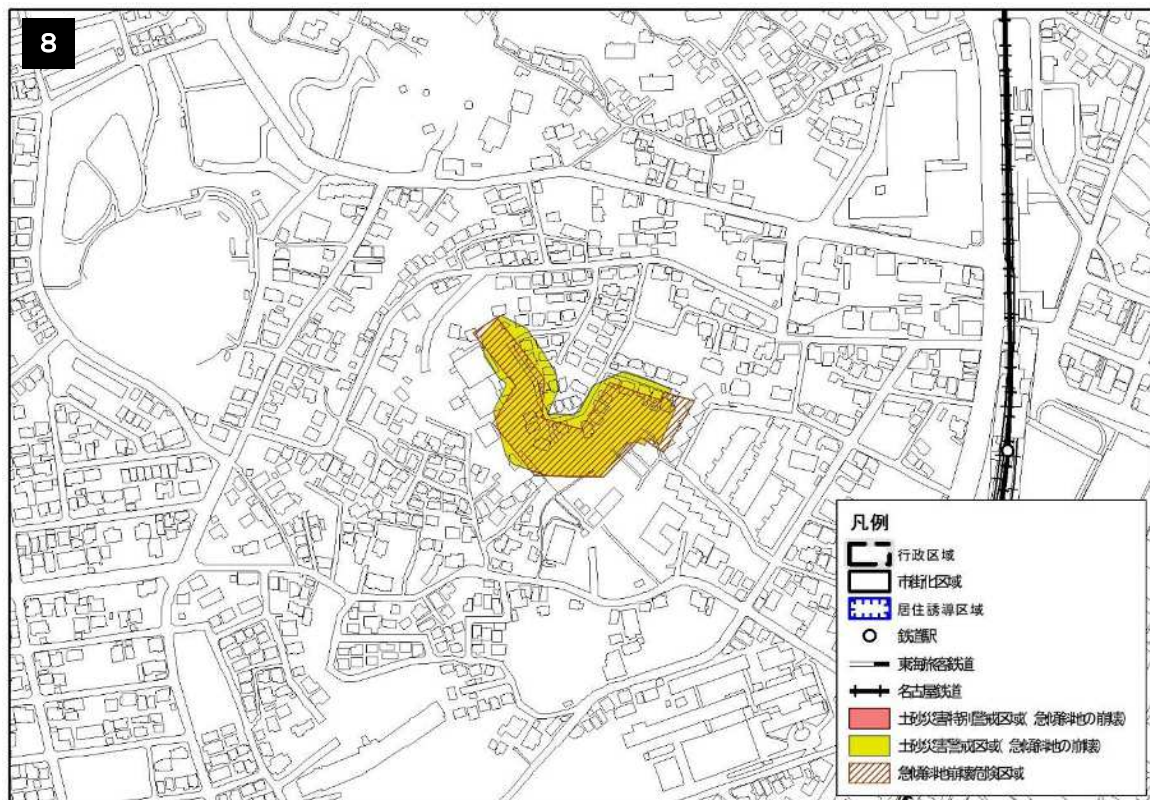 8
凡例
行政区域
市街化区域
居住誘導区域
鉄道駅
東海旅客鉄道
名古屋鉄道
土砂災害特別警戒区域(急傾斜地の崩壊)
土砂災害警戒区域(急傾斜地の崩壊)
急傾斜地崩壊危険区域